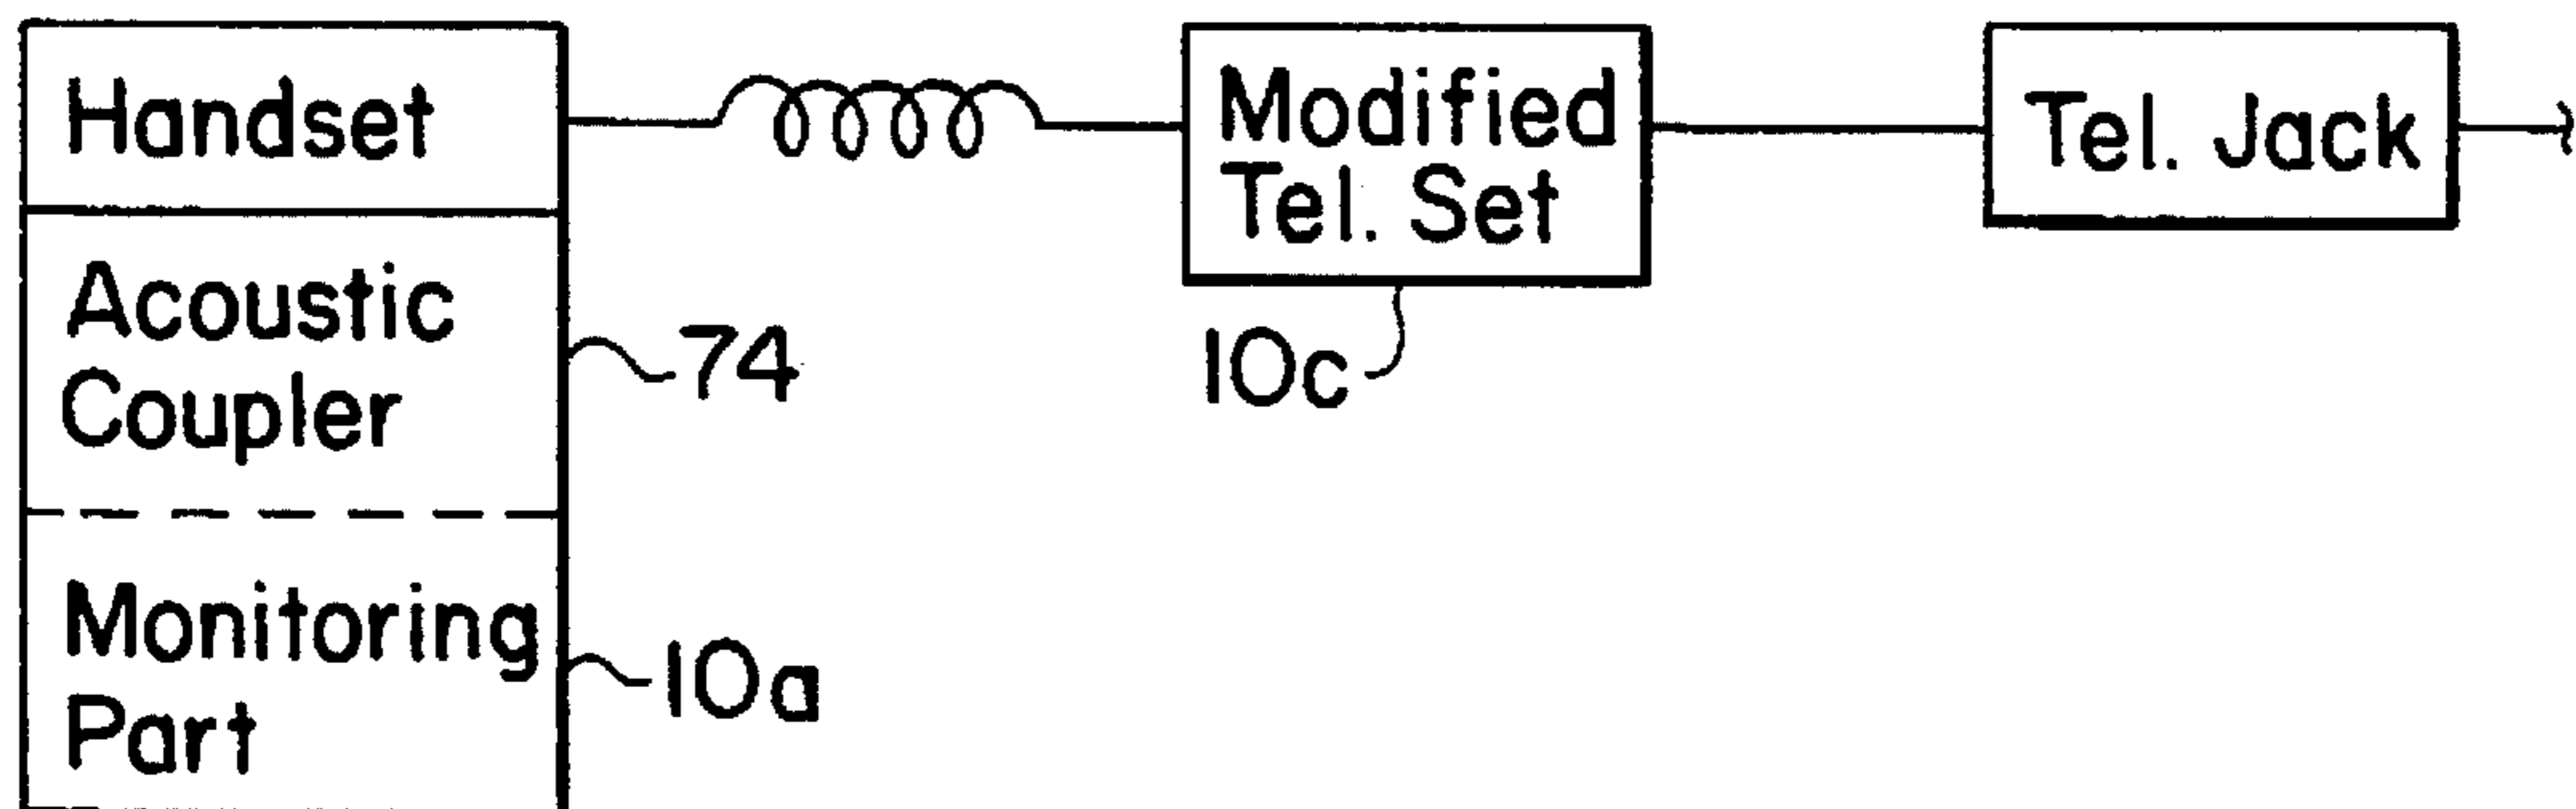 Handset
Modified
Tel. Set
Tel. Jack
Acoustic
Coupler
74
10c
Monitoring
Part
10a